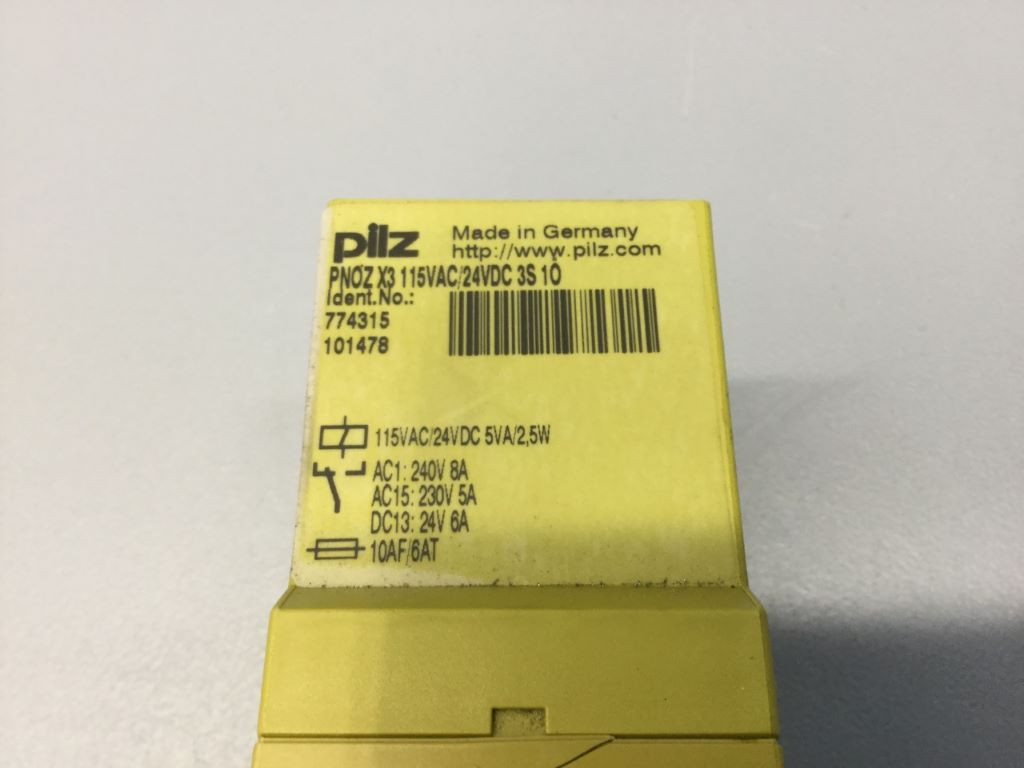 pilz
Made in Germany
http://www.pilz.com
PNOZ X3 115VAC/24VDC 3S 1Ö
Ident.No.:
774315
101478
115VAC/24VDC 5VA/2,5W
AC1: 240V 8A
AC15: 230V 5A
DC13: 24V 6A
10AF/6AT